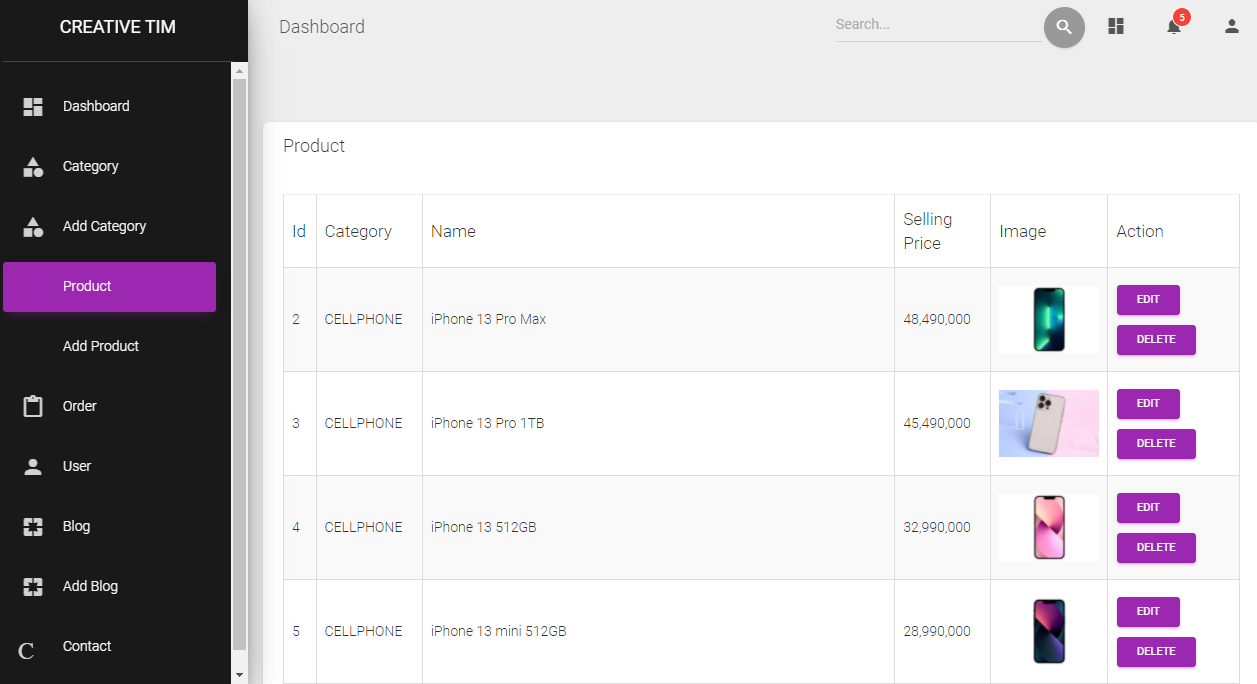 CREATIVE TIM
Dashboard
Search...
5
Dashboard
Category
Add Category
Product
Add Product
Order
User
Blog
Add Blog
C Contact
Product
Id Category Name Selling Price Image Action
2 CELLPHONE iPhone 13 Pro Max 48,490,000 EDIT
DELETE
3 CELLPHONE iPhone 13 Pro 1TB 45,490,000 EDIT
DELETE
4 CELLPHONE iPhone 13 512GB 32,990,000 EDIT
DELETE
5 CELLPHONE iPhone 13 mini 512GB 28,990,000 EDIT
DELETE